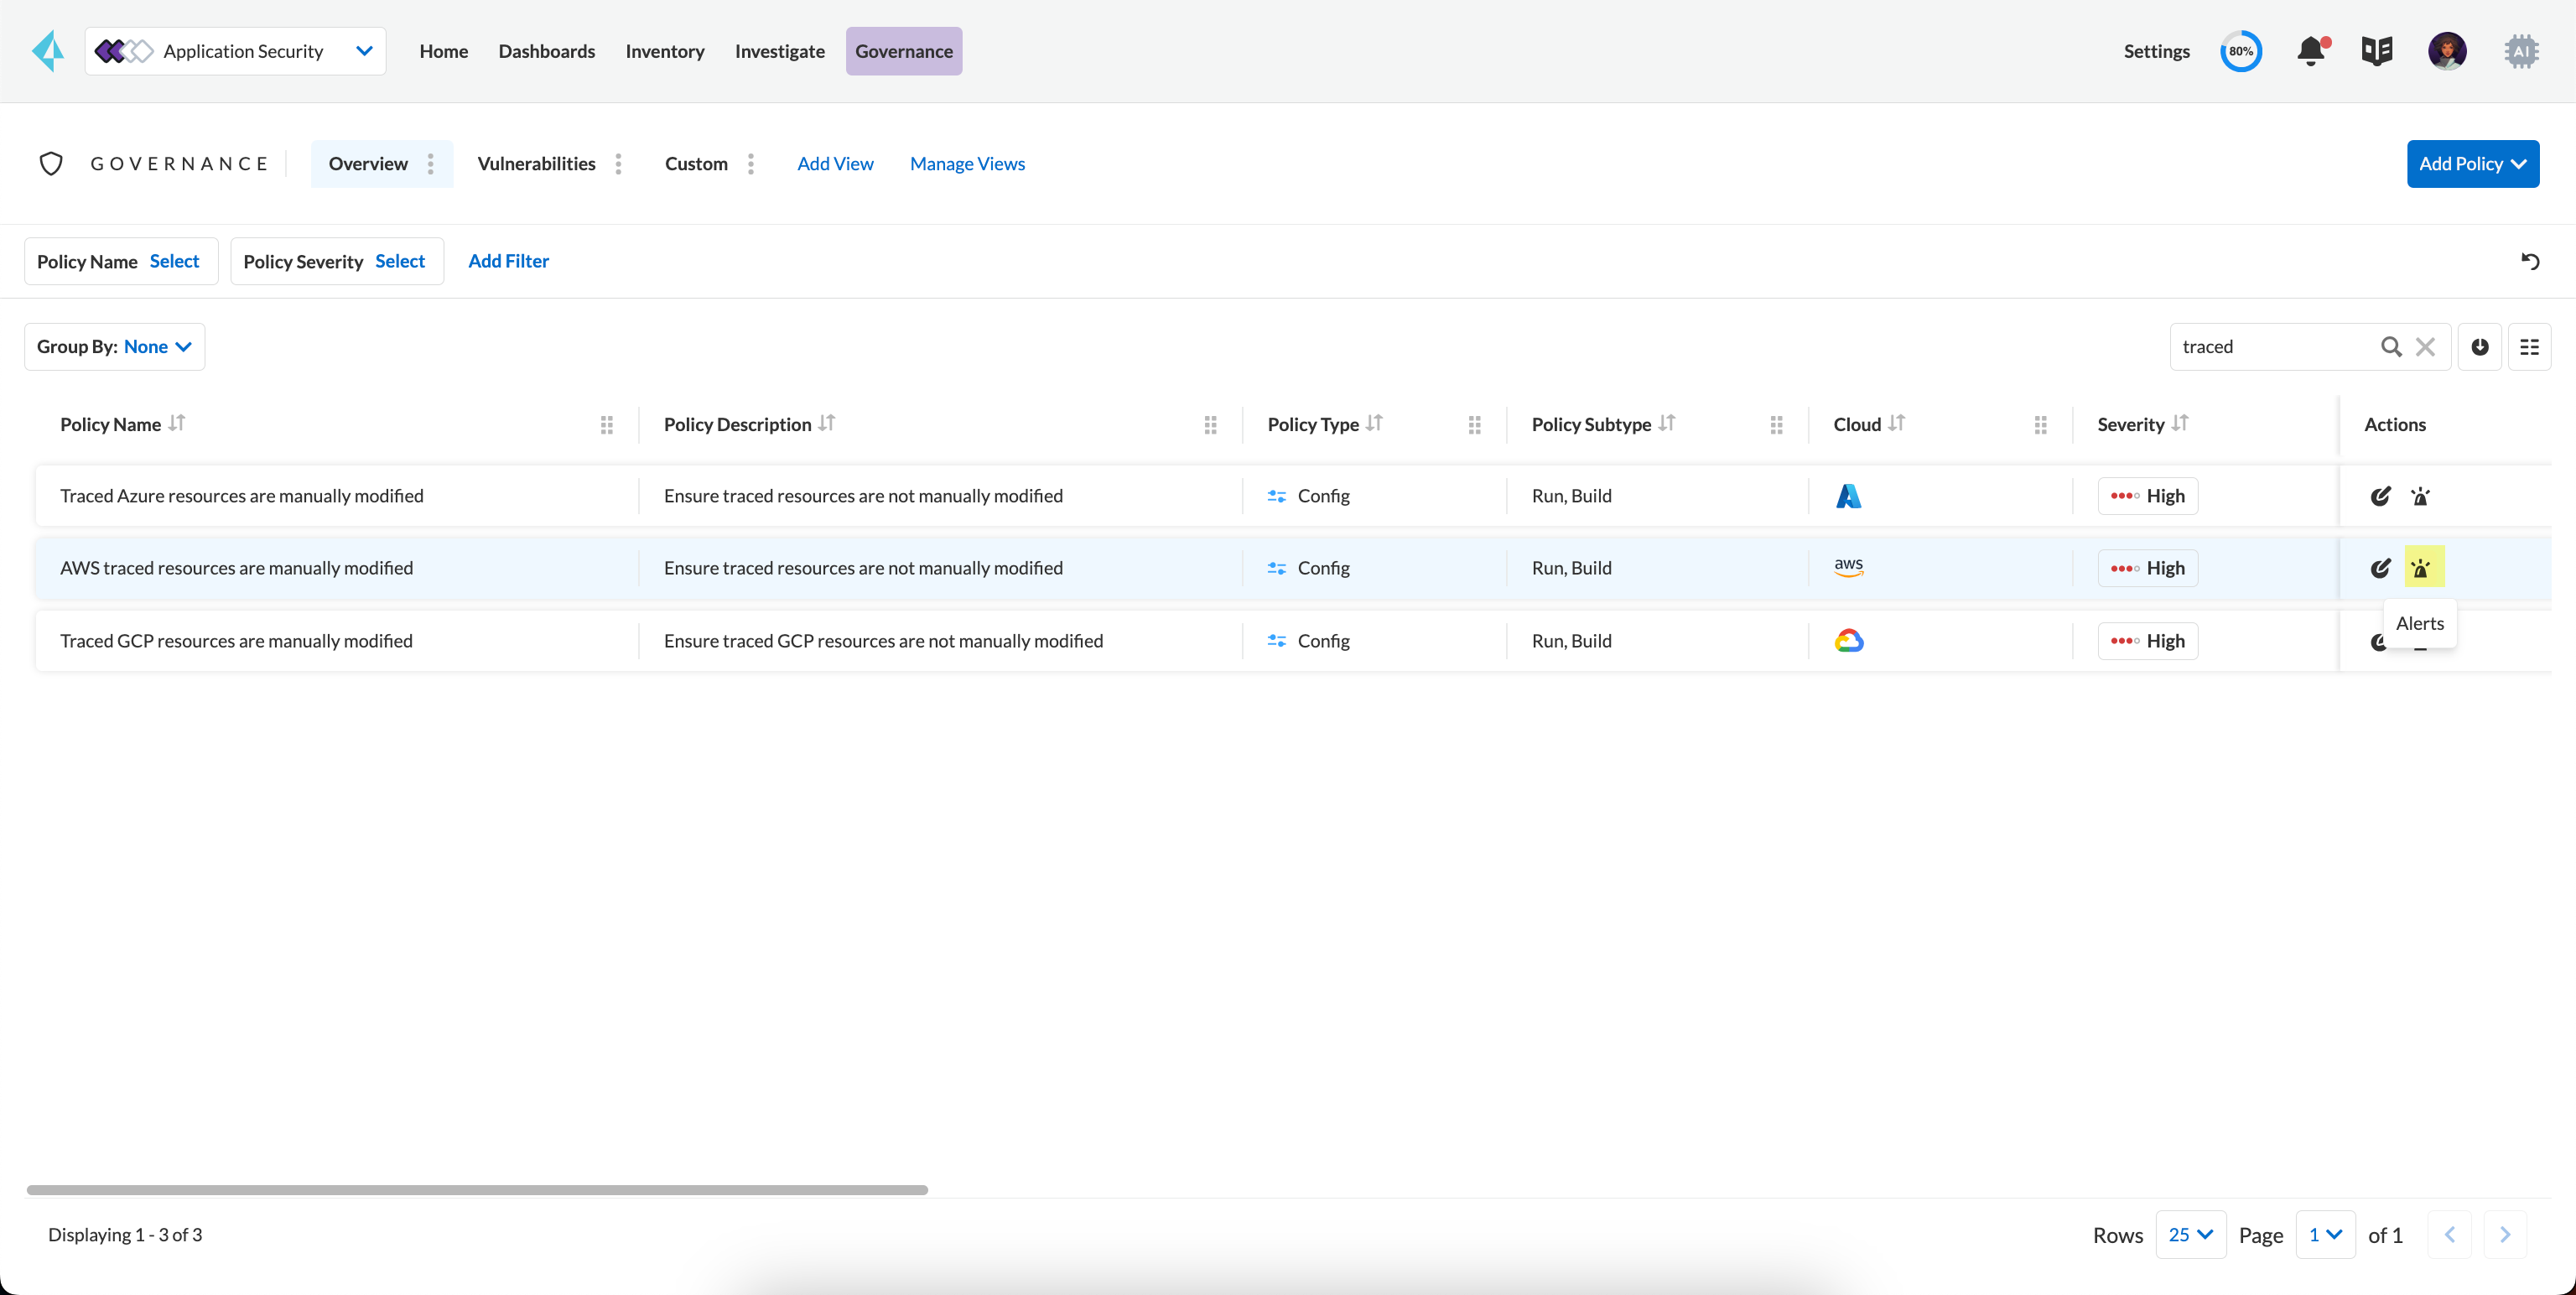 Application Security Home Dashboards Inventory Investigate Governance Settings 80% AI
GOVERNANCE Overview Vulnerabilities Custom Add View Manage Views Add Policy
Policy Name Select Policy Severity Select Add Filter
Group By: None traced
Policy Name Policy Description Policy Type Policy Subtype Cloud Severity Actions
Traced Azure resources are manually modified Ensure traced resources are not manually modified Config Run, Build High
AWS traced resources are manually modified Ensure traced resources are not manually modified Config Run, Build aws High
Alerts
Traced GCP resources are manually modified Ensure traced GCP resources are not manually modified Config Run, Build High
Displaying 1 - 3 of 3 Rows 25 Page 1 of 1